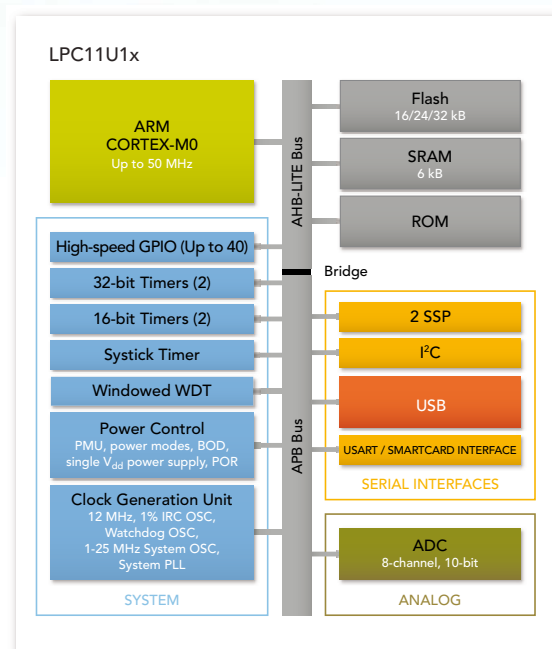 LPC11U1x
ARM
CORTEX-M0
Up to 50 MHz
AHB-LITE Bus
Flash
16/24/32 kB
SRAM
6 kB
ROM
High-speed GPIO (Up to 40)
32-bit Timers (2)
16-bit Timers (2)
Systick Timer
Windowed WDT
Power Control
PMU, power modes, BOD,
single Vdd power supply, POR
Clock Generation Unit
12 MHz, 1% IRC OSC,
Watchdog OSC,
1-25 MHz System OSC,
System PLL
SYSTEM
Bridge
APB Bus
2 SSP
I²C
USB
USART / SMARTCARD INTERFACE
SERIAL INTERFACES
ADC
8-channel, 10-bit
ANALOG